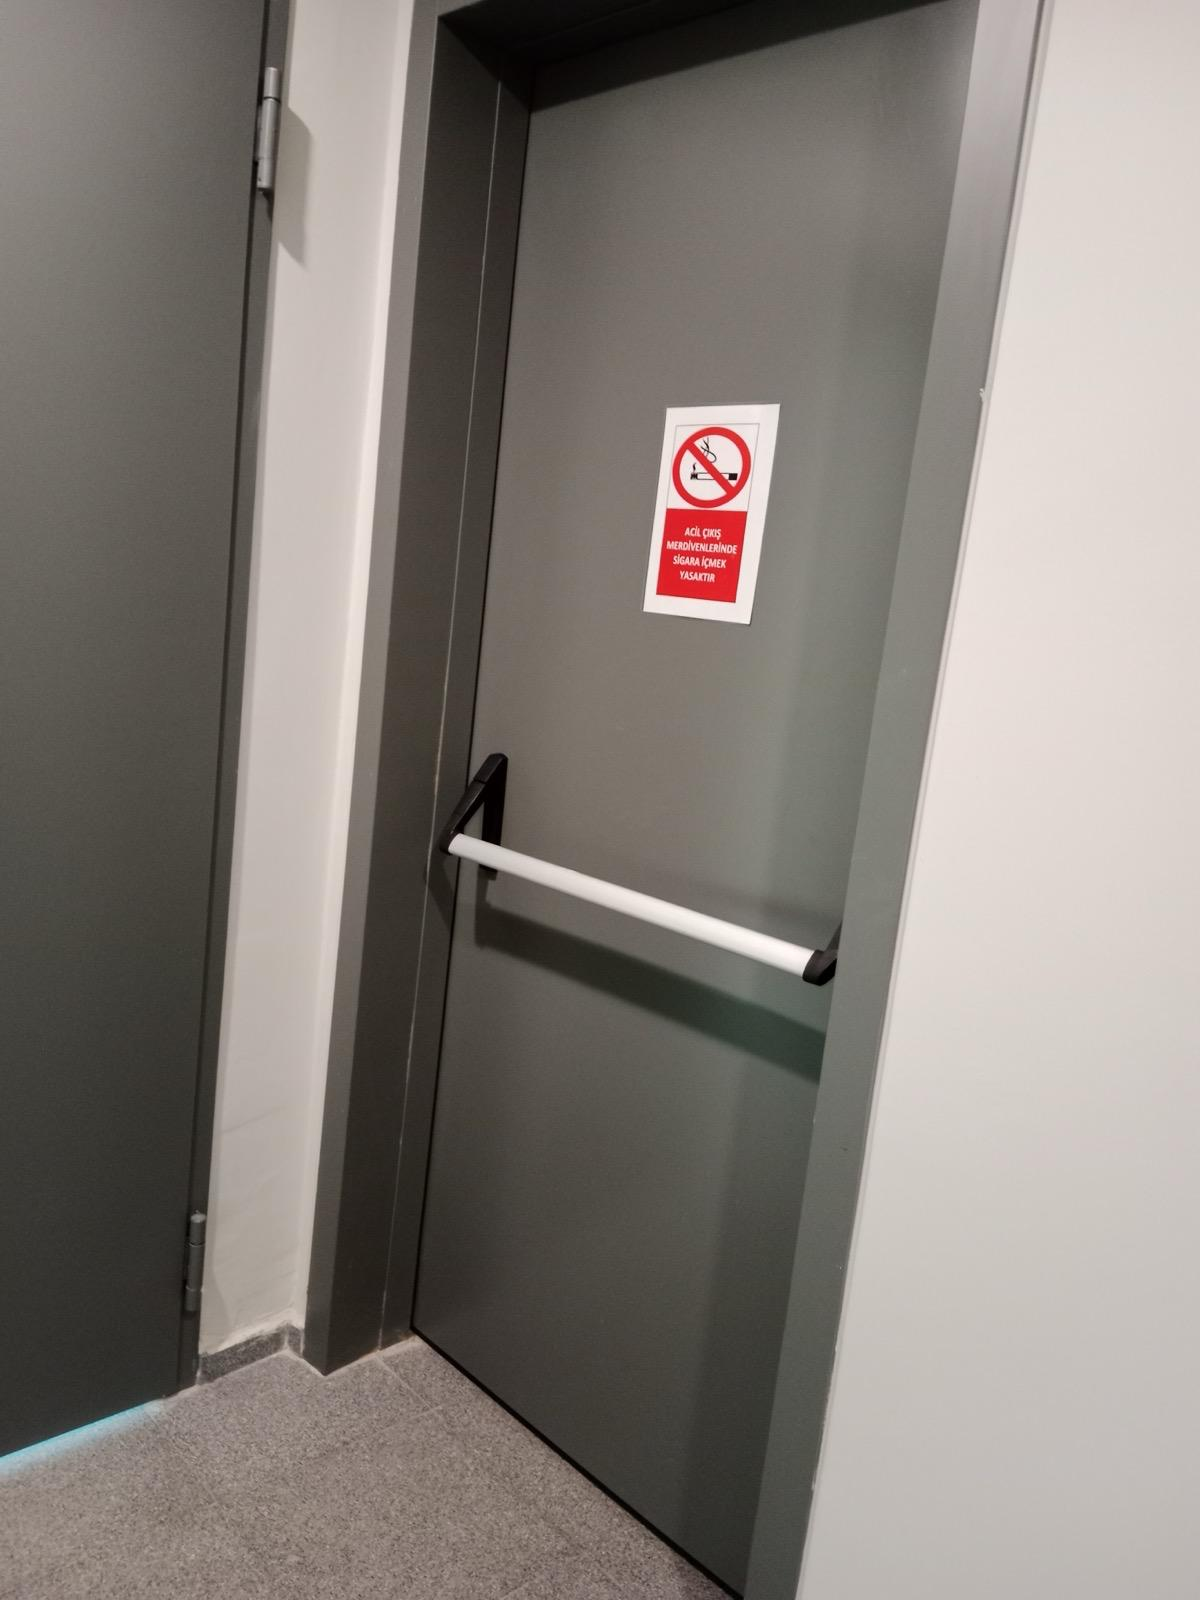 ACİL ÇIKIŞ
MERDİVENLERİNDE
SİGARA İÇMEK
YASAKTIR